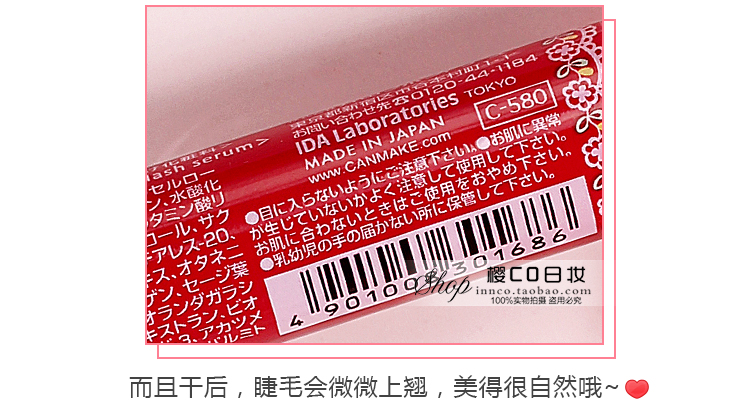 東京都新宿区市谷本村町1-1
お問い合わせ先☎0120-44-1184
IDA Laboratories TOKYO
MADE IN JAPAN
www.CANMAKE.com
C-580
lash serum>
セルロー
ン、水酸化
タミン酸リ
コール、サク
アレス-20、
キス、オタネニ
ゲン、セージ葉
オランダガラシ
キストラン、ビオ
アカツメ
●目に入らないようにご注意下さい。●お肌に異常
が生じていないかよく注意して使用して下さい。
お肌に合わないときはご使用をおやめ下さい。
●乳幼児の手の届かない所に保管して下さい。
301686
Shop 樱CO日妆
innco.taobao.com
100%实物拍摄 盗用必究
而且干后，睫毛会微微上翘，美得很自然哦~